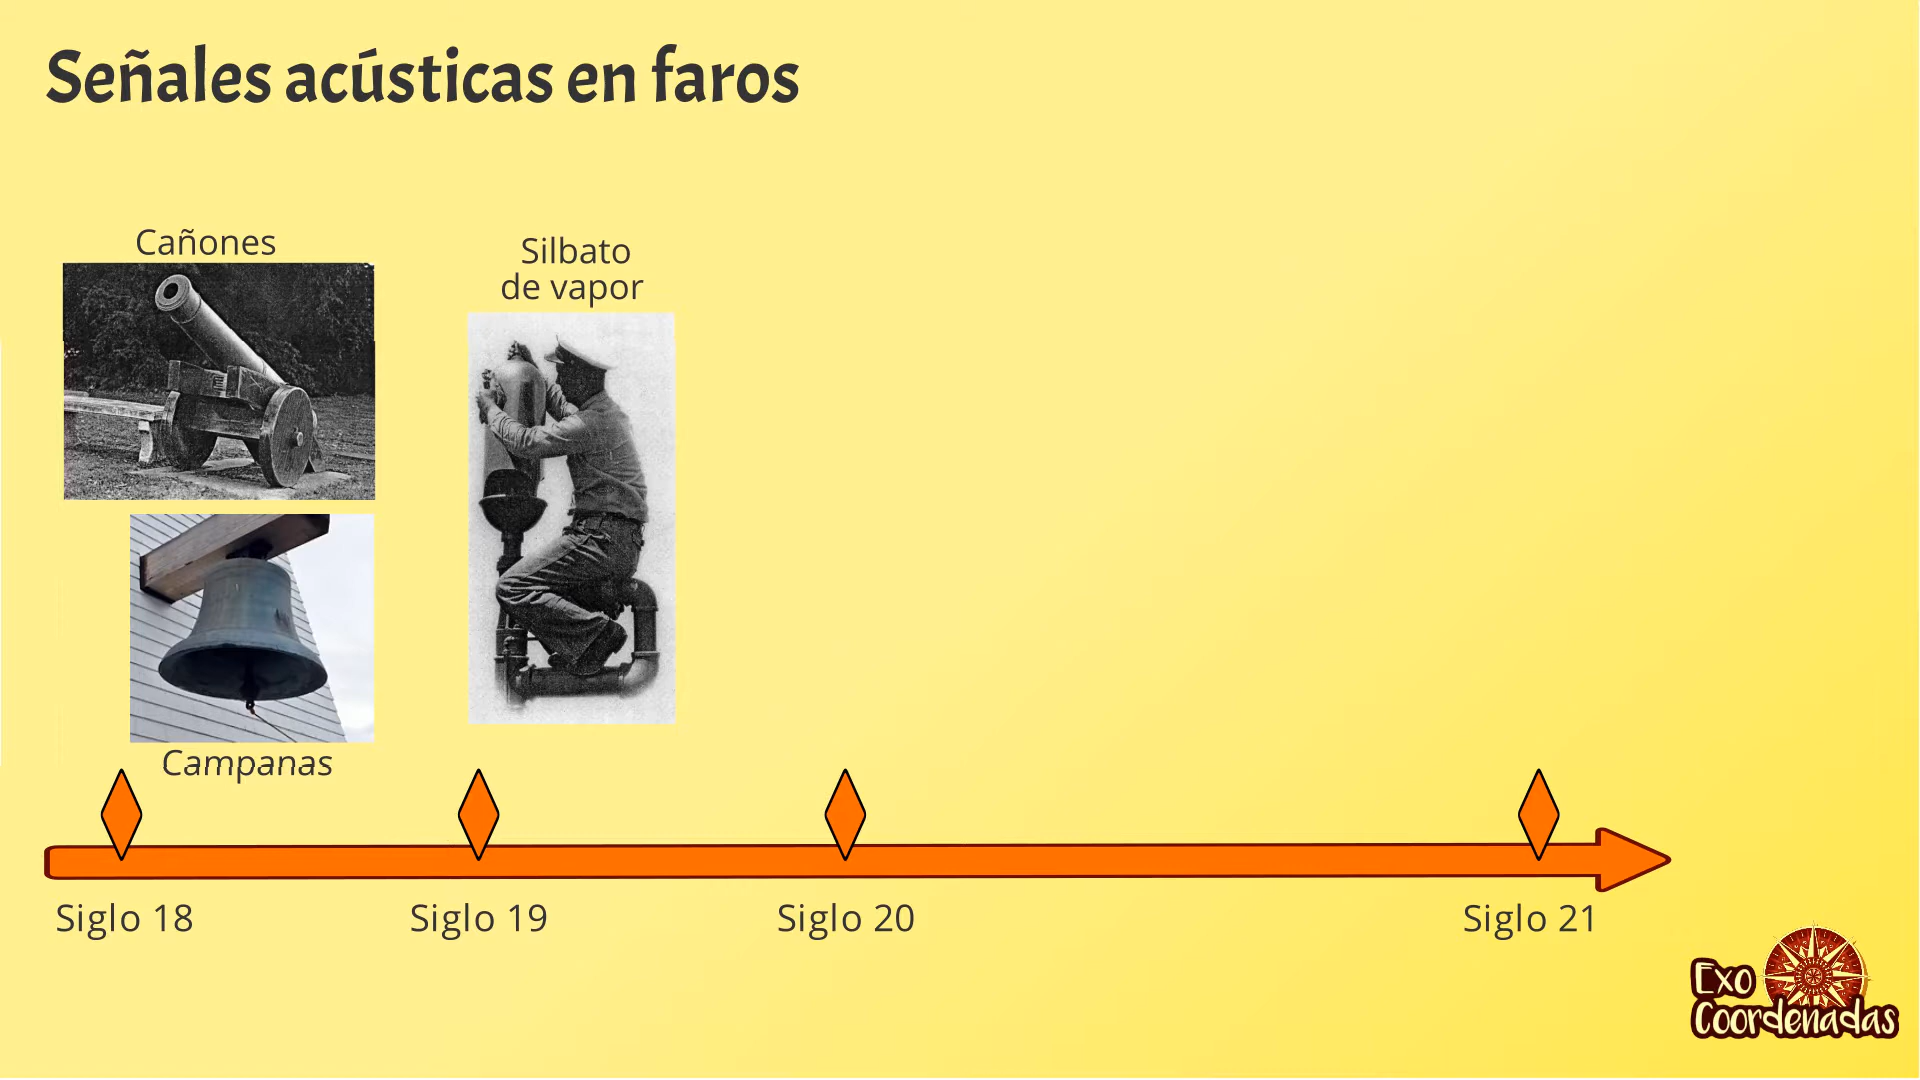 Señales acústicas en faros
Cañones
Silbato
de vapor
Campanas
Siglo 18
Siglo 19
Siglo 20
Siglo 21
Exo
Coordenadas